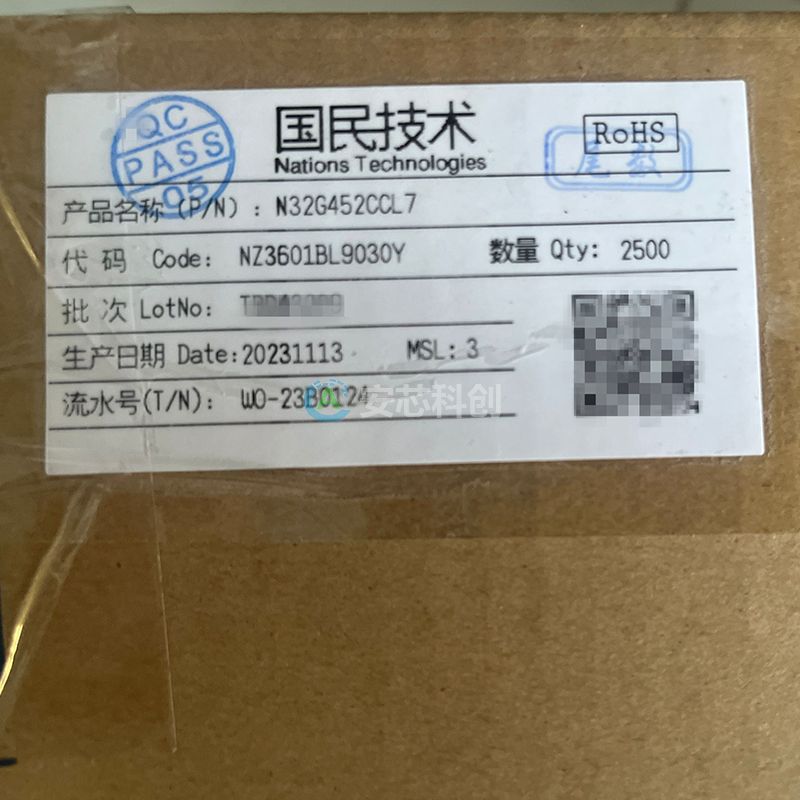 QC
PASS
05
国民技术
Nations Technologies
RoHS
尾数
产品名称(P/N): N32G452CCL7
代码 Code: NZ3601BL9030Y 数量 Qty: 2500
批次 LotNo:
生产日期 Date:20231113 MSL: 3
流水号(T/N): WO-23B0124
安芯科创